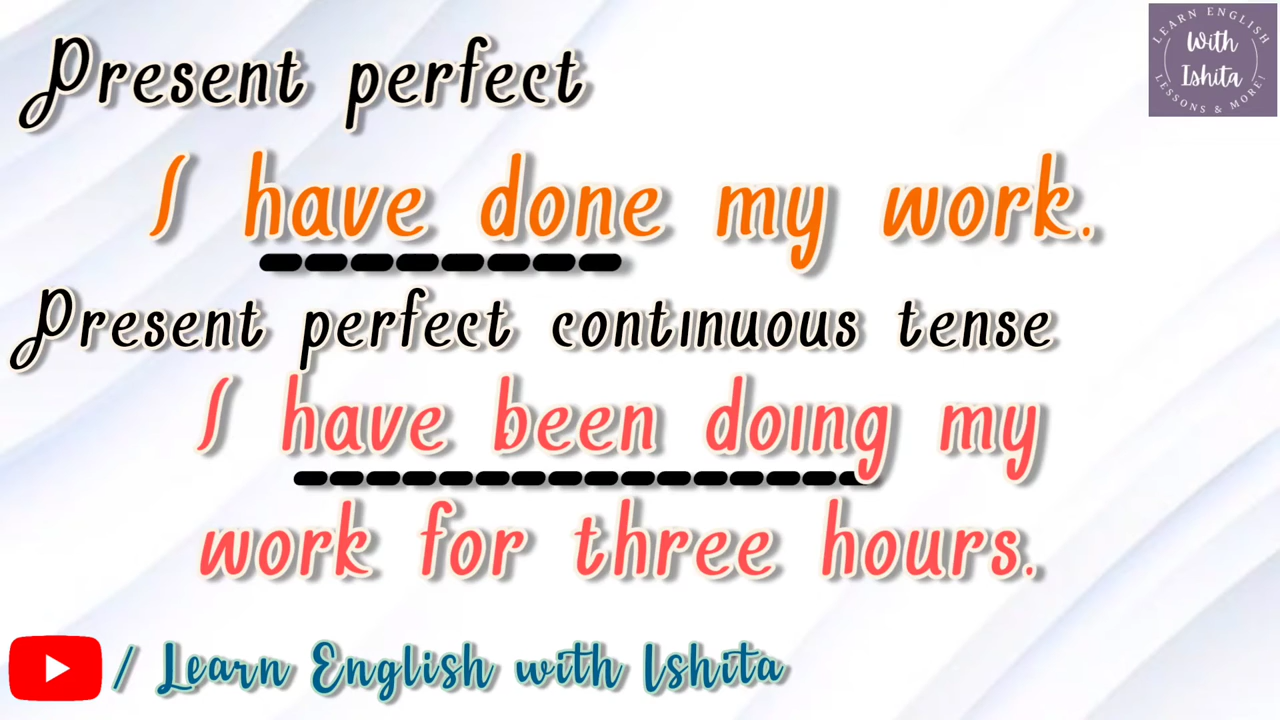 LEARN ENGLISH
With
Ishita
LESSONS & MORE!
Present perfect
I have done my work.
Present perfect continuous tense
I have been doing my
work for three hours.
/ Learn English with Ishita